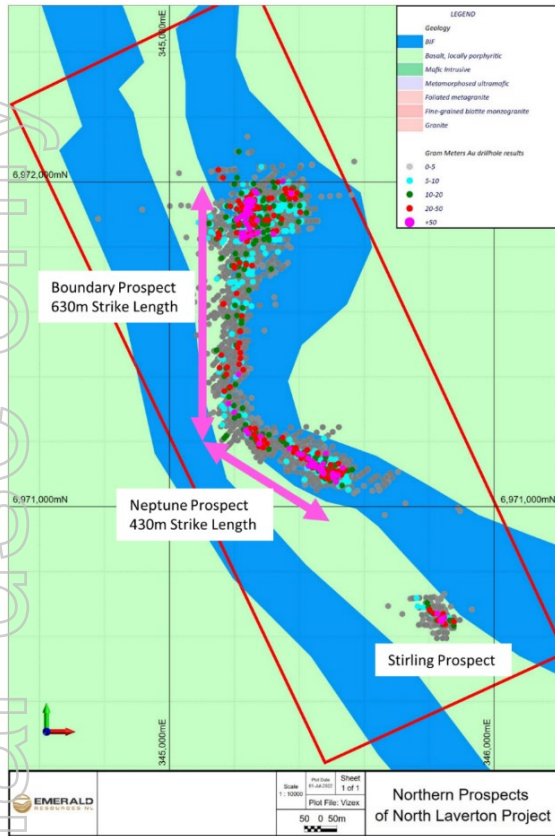 LEGEND
Geology
BIF
Basalt, locally porphyritic
Mafic Intrusive
Metamorphosed ultramafic
Foliated metagranite
Fine-grained biotite monzogranite
Granite
Gram Meters Au drillhole results
0-5
5-10
10-20
20-50
+50
345,000mE
6,972,000mN
Boundary Prospect
630m Strike Length
Neptune Prospect
430m Strike Length
6,971,000mN
6,971,000mN
Stirling Prospect
345,000mE
346,000mE
EMERALD
RESOURCES NL
Scale
1 : 10000
Plot Date
Sheet
1 of 1
Plot File: Vizex
50 0 50m
Northern Prospects
of North Laverton Project